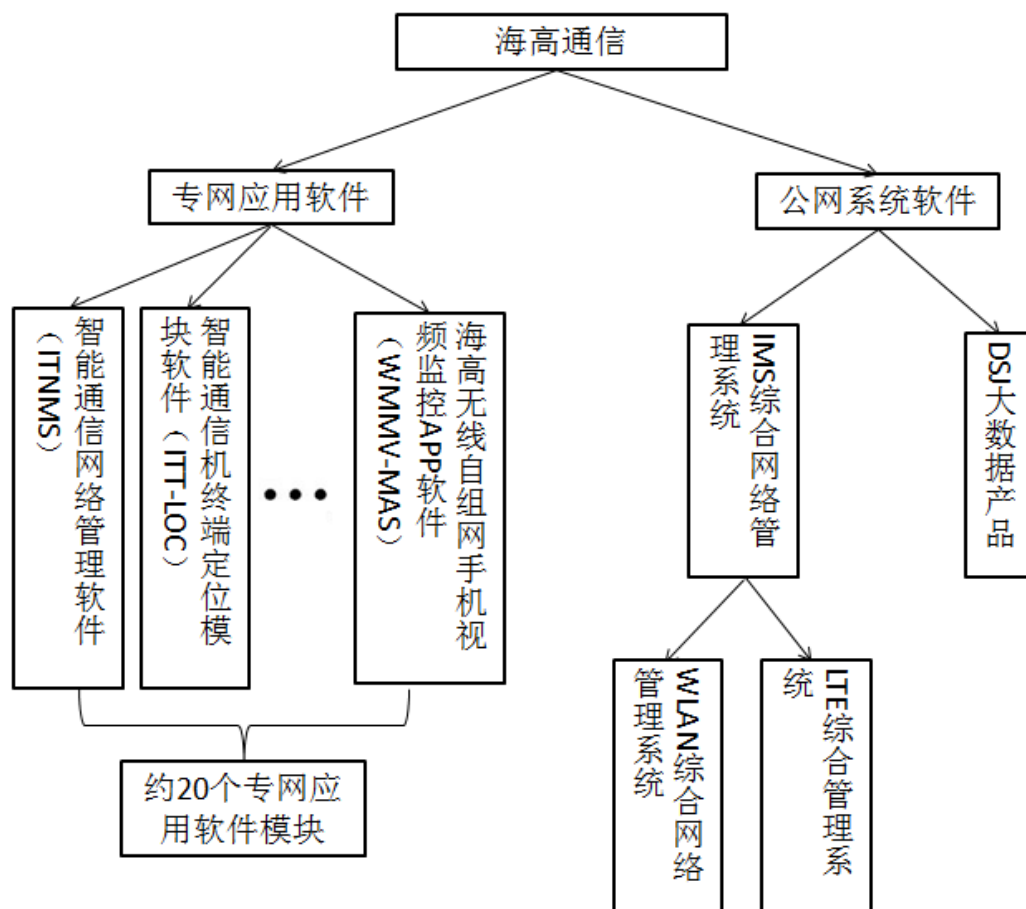 海高通信
专网应用软件
公网系统软件
智能通信网络管理软件
（ITNMS）
智能通信机终端定位模
块软件（ITT-LOC）
•••
海高无线自组网手机视
频监控APP软件
（WMMV-MAS）
IMS综合网络管
理系统
DSJ大数据产品
WLAN综合网络
管理系统
LTE综合管理系
统
约20个专网应
用软件模块